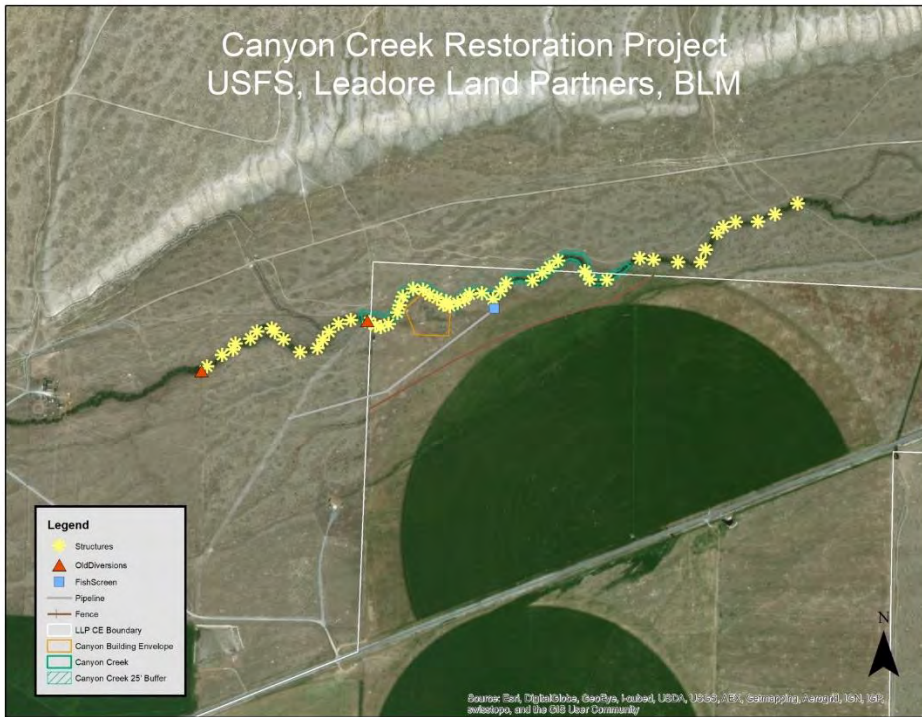 Canyon Creek Restoration Project
USFS, Leadore Land Partners, BLM
Legend
Structures
OldDiversions
FishScreen
Pipeline
Fence
LLP CE Boundary
Canyon Building Envelope
Canyon Creek
Canyon Creek 25' Buffer
N
Source: Esri, DigitalGlobe, GeoEye, i-cubed, USDA, USGS, AEX, Getmapping, Aerogrid, IGN, IGP,
swisstopo, and the GIS User Community